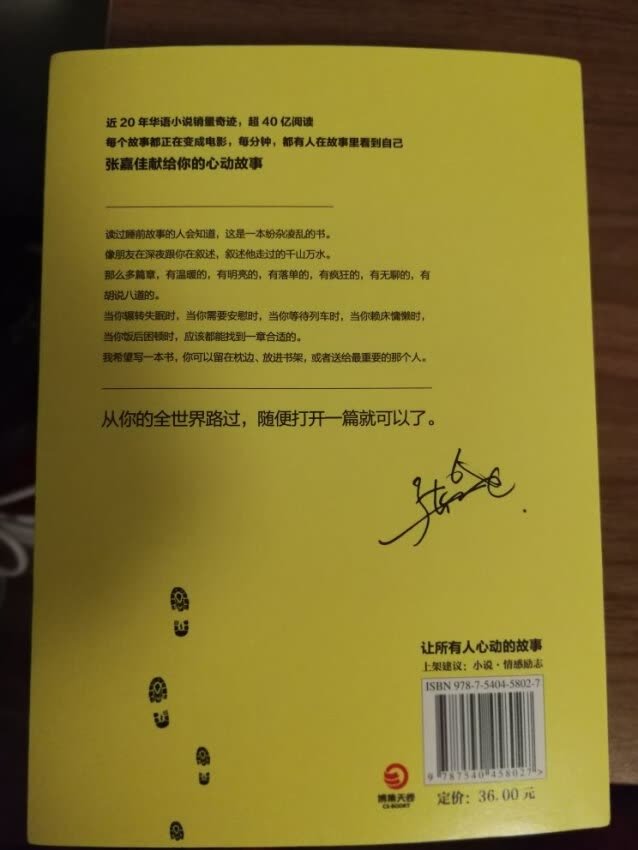 近20年华语小说销量奇迹，超40亿阅读
每个故事都正在变成电影，每分钟，都有人在故事里看到自己
张嘉佳献给你的心动故事
读过睡前故事的人会知道，这是一本纷杂凌乱的书。
像朋友在深夜跟你在叙述，叙述他走过的千山万水。
那么多篇章，有温暖的，有明亮的，有落单的，有疯狂的，有无聊的，有
胡说八道的。
当你辗转失眠时，当你需要安慰时，当你等待列车时，当你赖床慵懒时，
当你饭后困顿时，应该都能找到一章合适的。
我希望写一本书，你可以留在枕边、放进书架，或者送给最重要的那个人。
从你的全世界路过，随便打开一篇就可以了。
让所有人心动的故事
上架建议：小说·情感励志
ISBN 978-7-5404-5802-7
9 787540 458027>
博集天卷
CS-BOOKY
定价：36.00 元